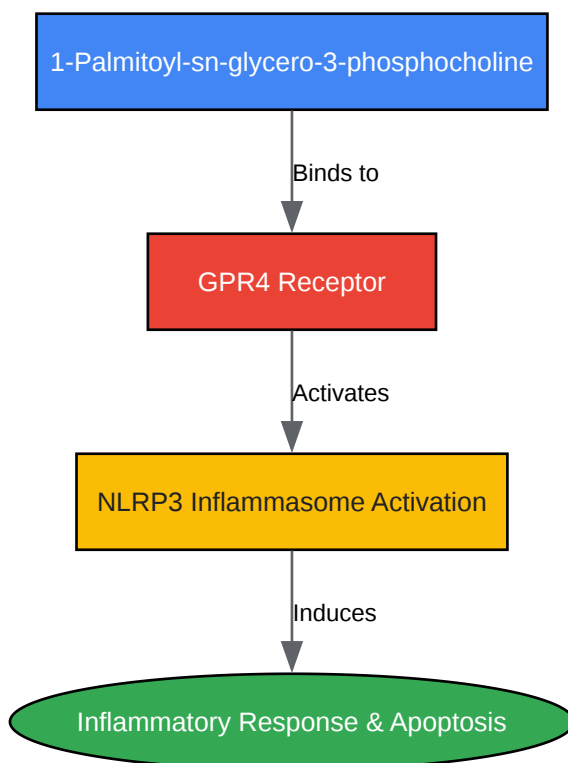 1-Palmitoyl-sn-glycero-3-phosphocholine
Binds to
GPR4 Receptor
Activates
NLRP3 Inflammasome Activation
Induces
Inflammatory Response & Apoptosis